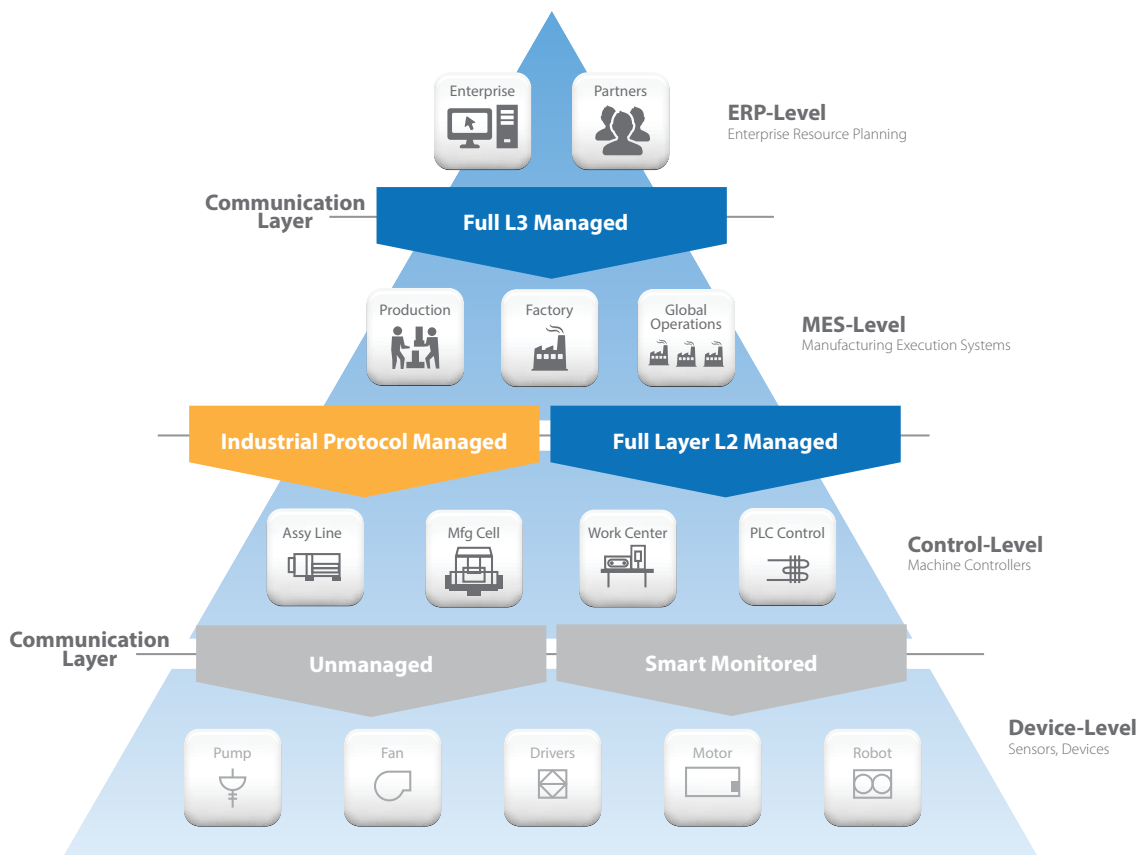 Enterprise
Partners
ERP-Level
Enterprise Resource Planning
Communication
Layer
Full L3 Managed
Production
Factory
Global
Operations
MES-Level
Manufacturing Execution Systems
Industrial Protocol Managed
Full Layer L2 Managed
Assy Line
Mfg Cell
Work Center
PLC Control
Control-Level
Machine Controllers
Communication
Layer
Unmanaged
Smart Monitored
Device-Level
Sensors, Devices
Pump
Fan
Drivers
Motor
Robot